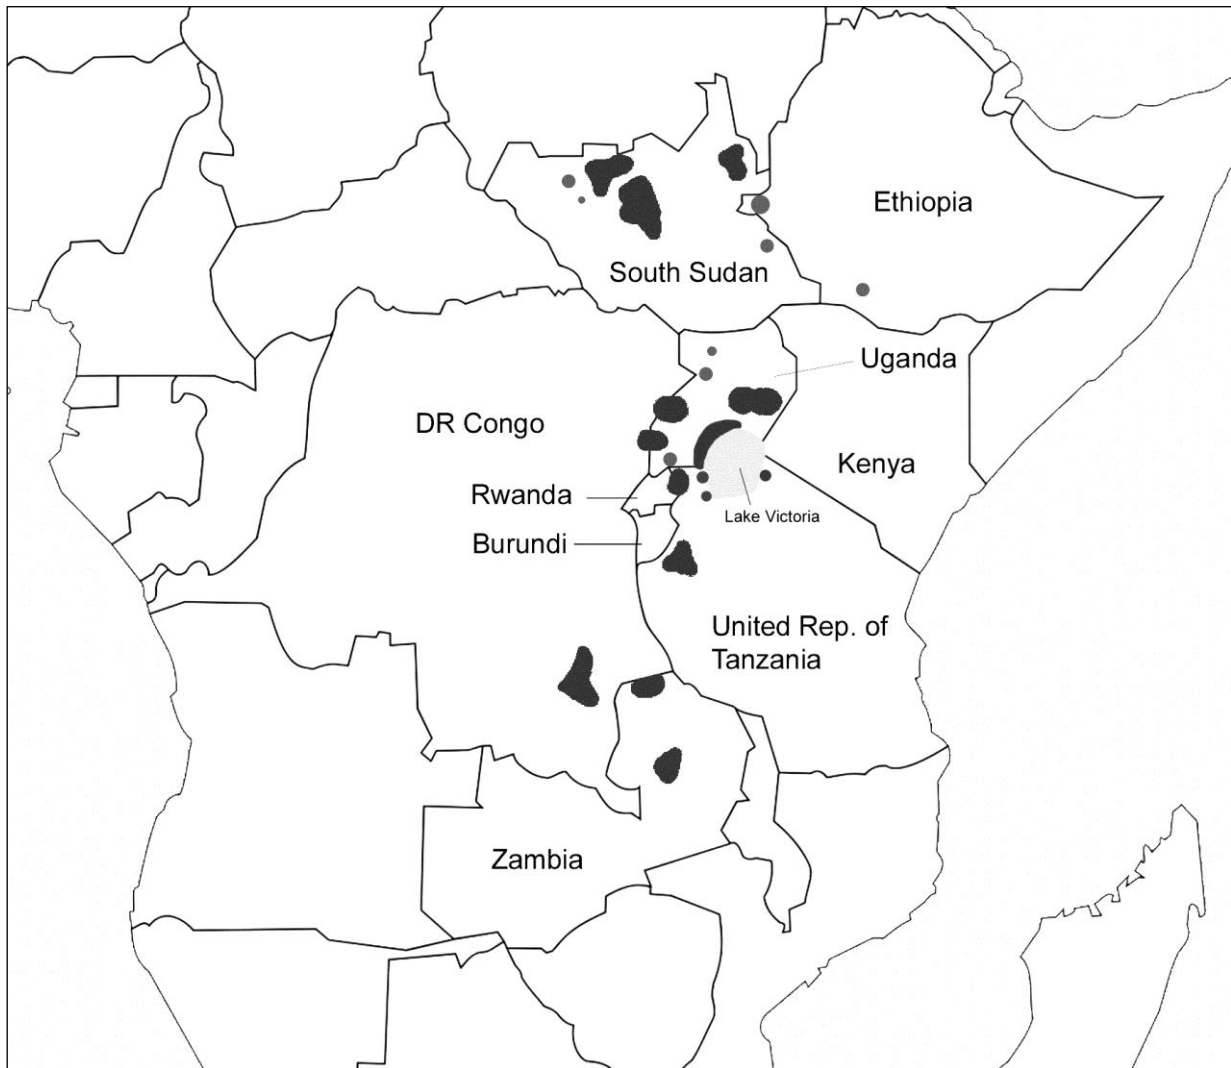 Ethiopia
South Sudan
Uganda
DR Congo
Kenya
Rwanda
Lake Victoria
Burundi
United Rep. of
Tanzania
Zambia